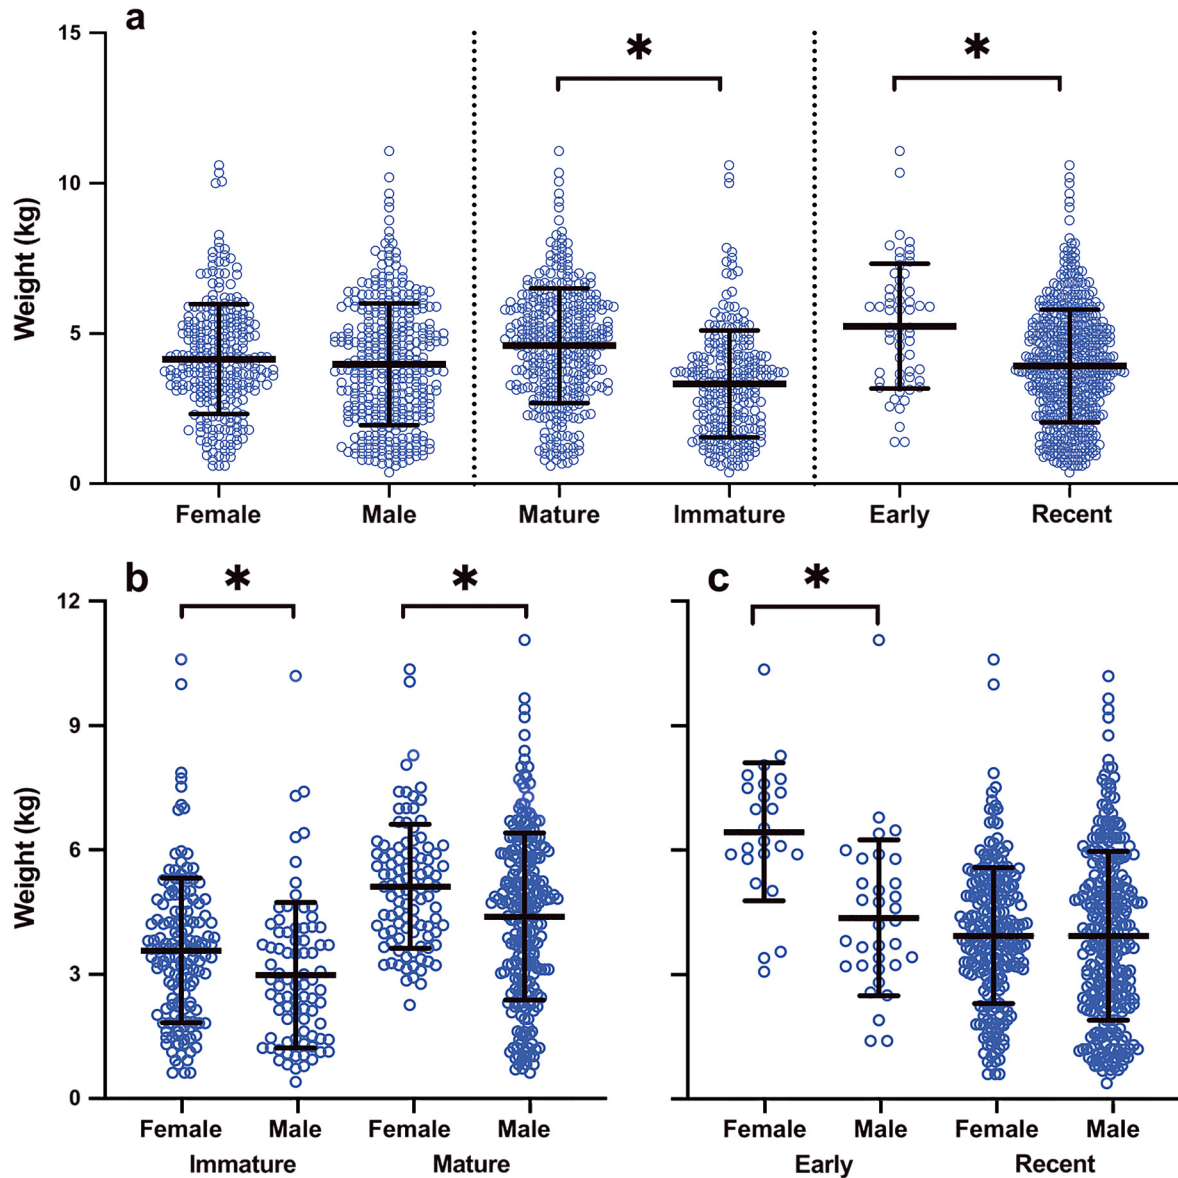 a
15
10
5
0
Weight (kg)
* *
Female Male Mature Immature Early Recent
b
12
9
6
3
0
Weight (kg)
* *
Female Male Female Male
Immature Mature
c
*
Female Male Female Male
Early Recent